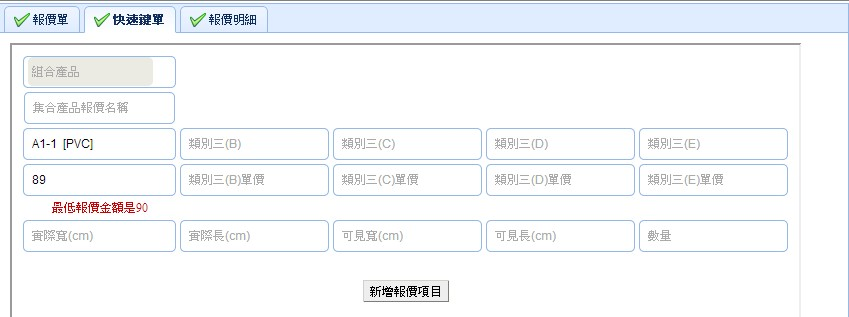 報價單 快速鍵單 報價明細
組合產品
集合產品報價名稱
A1-1 [PVC] 類別三(B) 類別三(C) 類別三(D) 類別三(E)
89 類別三(B)單價 類別三(C)單價 類別三(D)單價 類別三(E)單價
最低報價金額是90
實際寬(cm) 實際長(cm) 可見寬(cm) 可見長(cm) 數量
新增報價項目